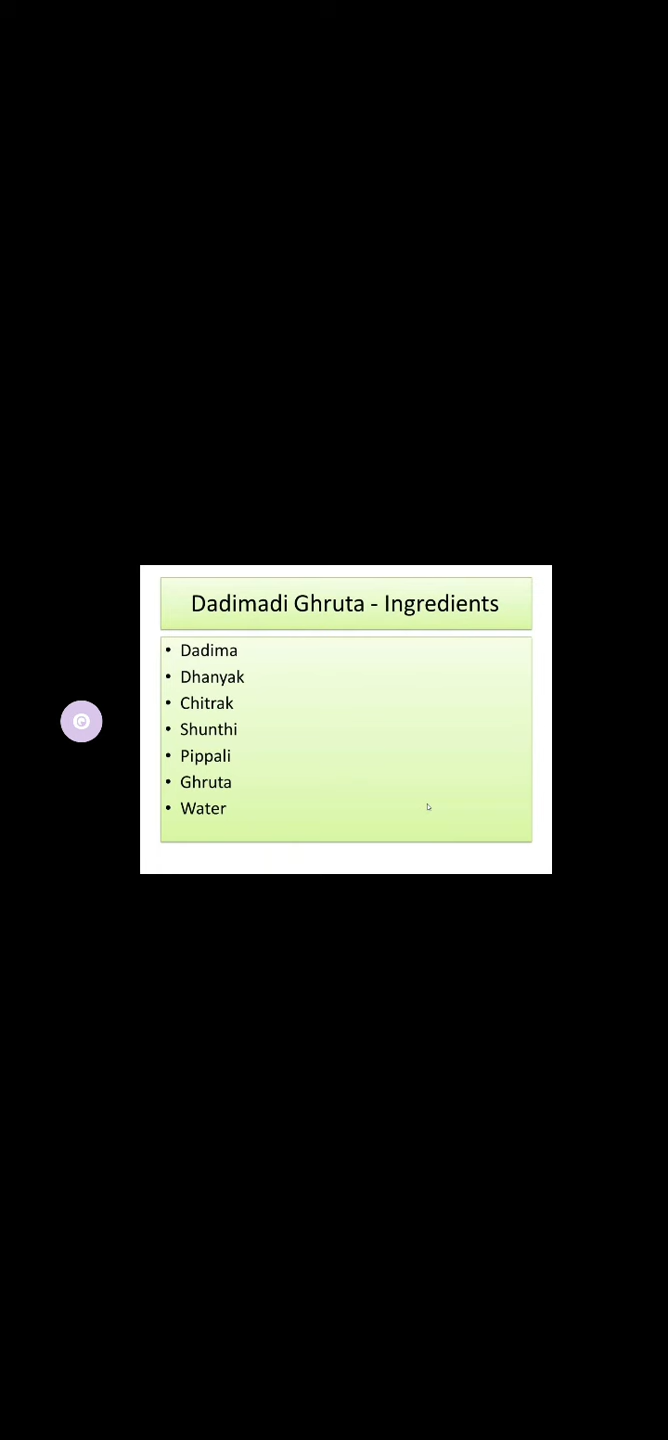 Dadimadi Ghruta - Ingredients
• Dadima
• Dhanyak
• Chitrak
• Shunthi
• Pippali
• Ghruta
• Water